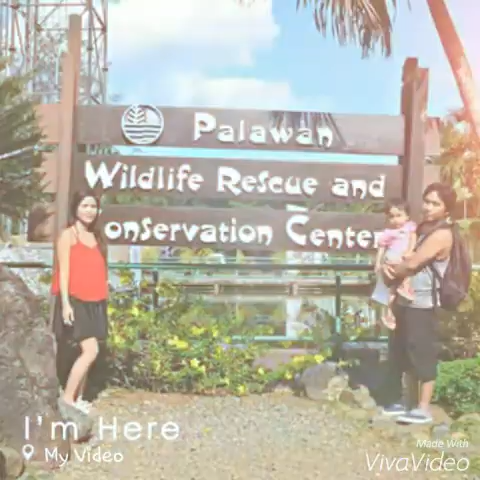 Palawan
Wildlife Rescue and
onservation Center
I'm Here
My Video
Made With
VivaVideo